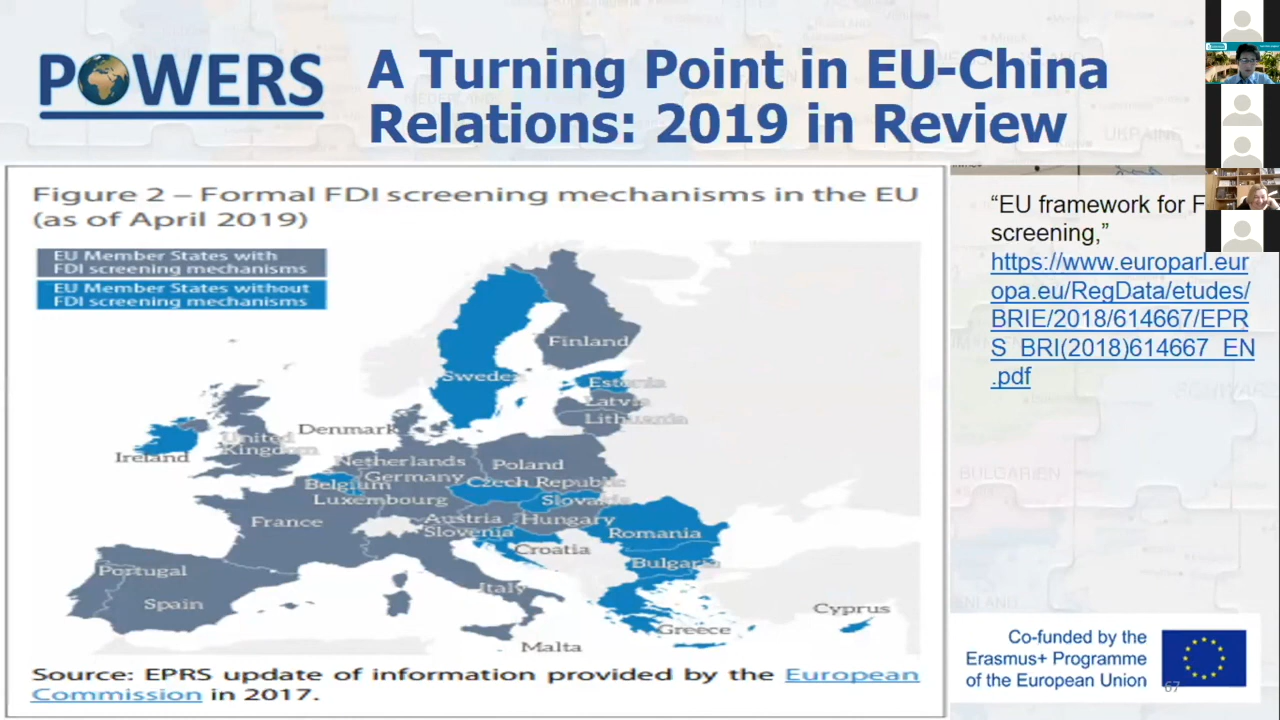 POWERS
A Turning Point in EU-China
Relations: 2019 in Review
Figure 2 – Formal FDI screening mechanisms in the EU
(as of April 2019)
EU Member States with
FDI screening mechanisms
EU Member States without
FDI screening mechanisms
Finland
Sweden
Estonia
Latvia
Lithuania
Denmark
United
Kingdom
Ireland
Netherlands
Poland
Germany
Belgium
Czech Republic
Luxembourg
Slovakia
France
Austria
Hungary
Slovenia
Romania
Croatia
Bulgaria
Portugal
Italy
Spain
Cyprus
Greece
Malta
Source: EPRS update of information provided by the European
Commission in 2017.
“EU framework for F
screening,”
https://www.europarl.eur
opa.eu/RegData/etudes/
BRIE/2018/614667/EPR
S_BRI(2018)614667_EN
.pdf
UKRAINE
BULGARIEN
Co-funded by the
Erasmus+ Programme
of the European Union
67